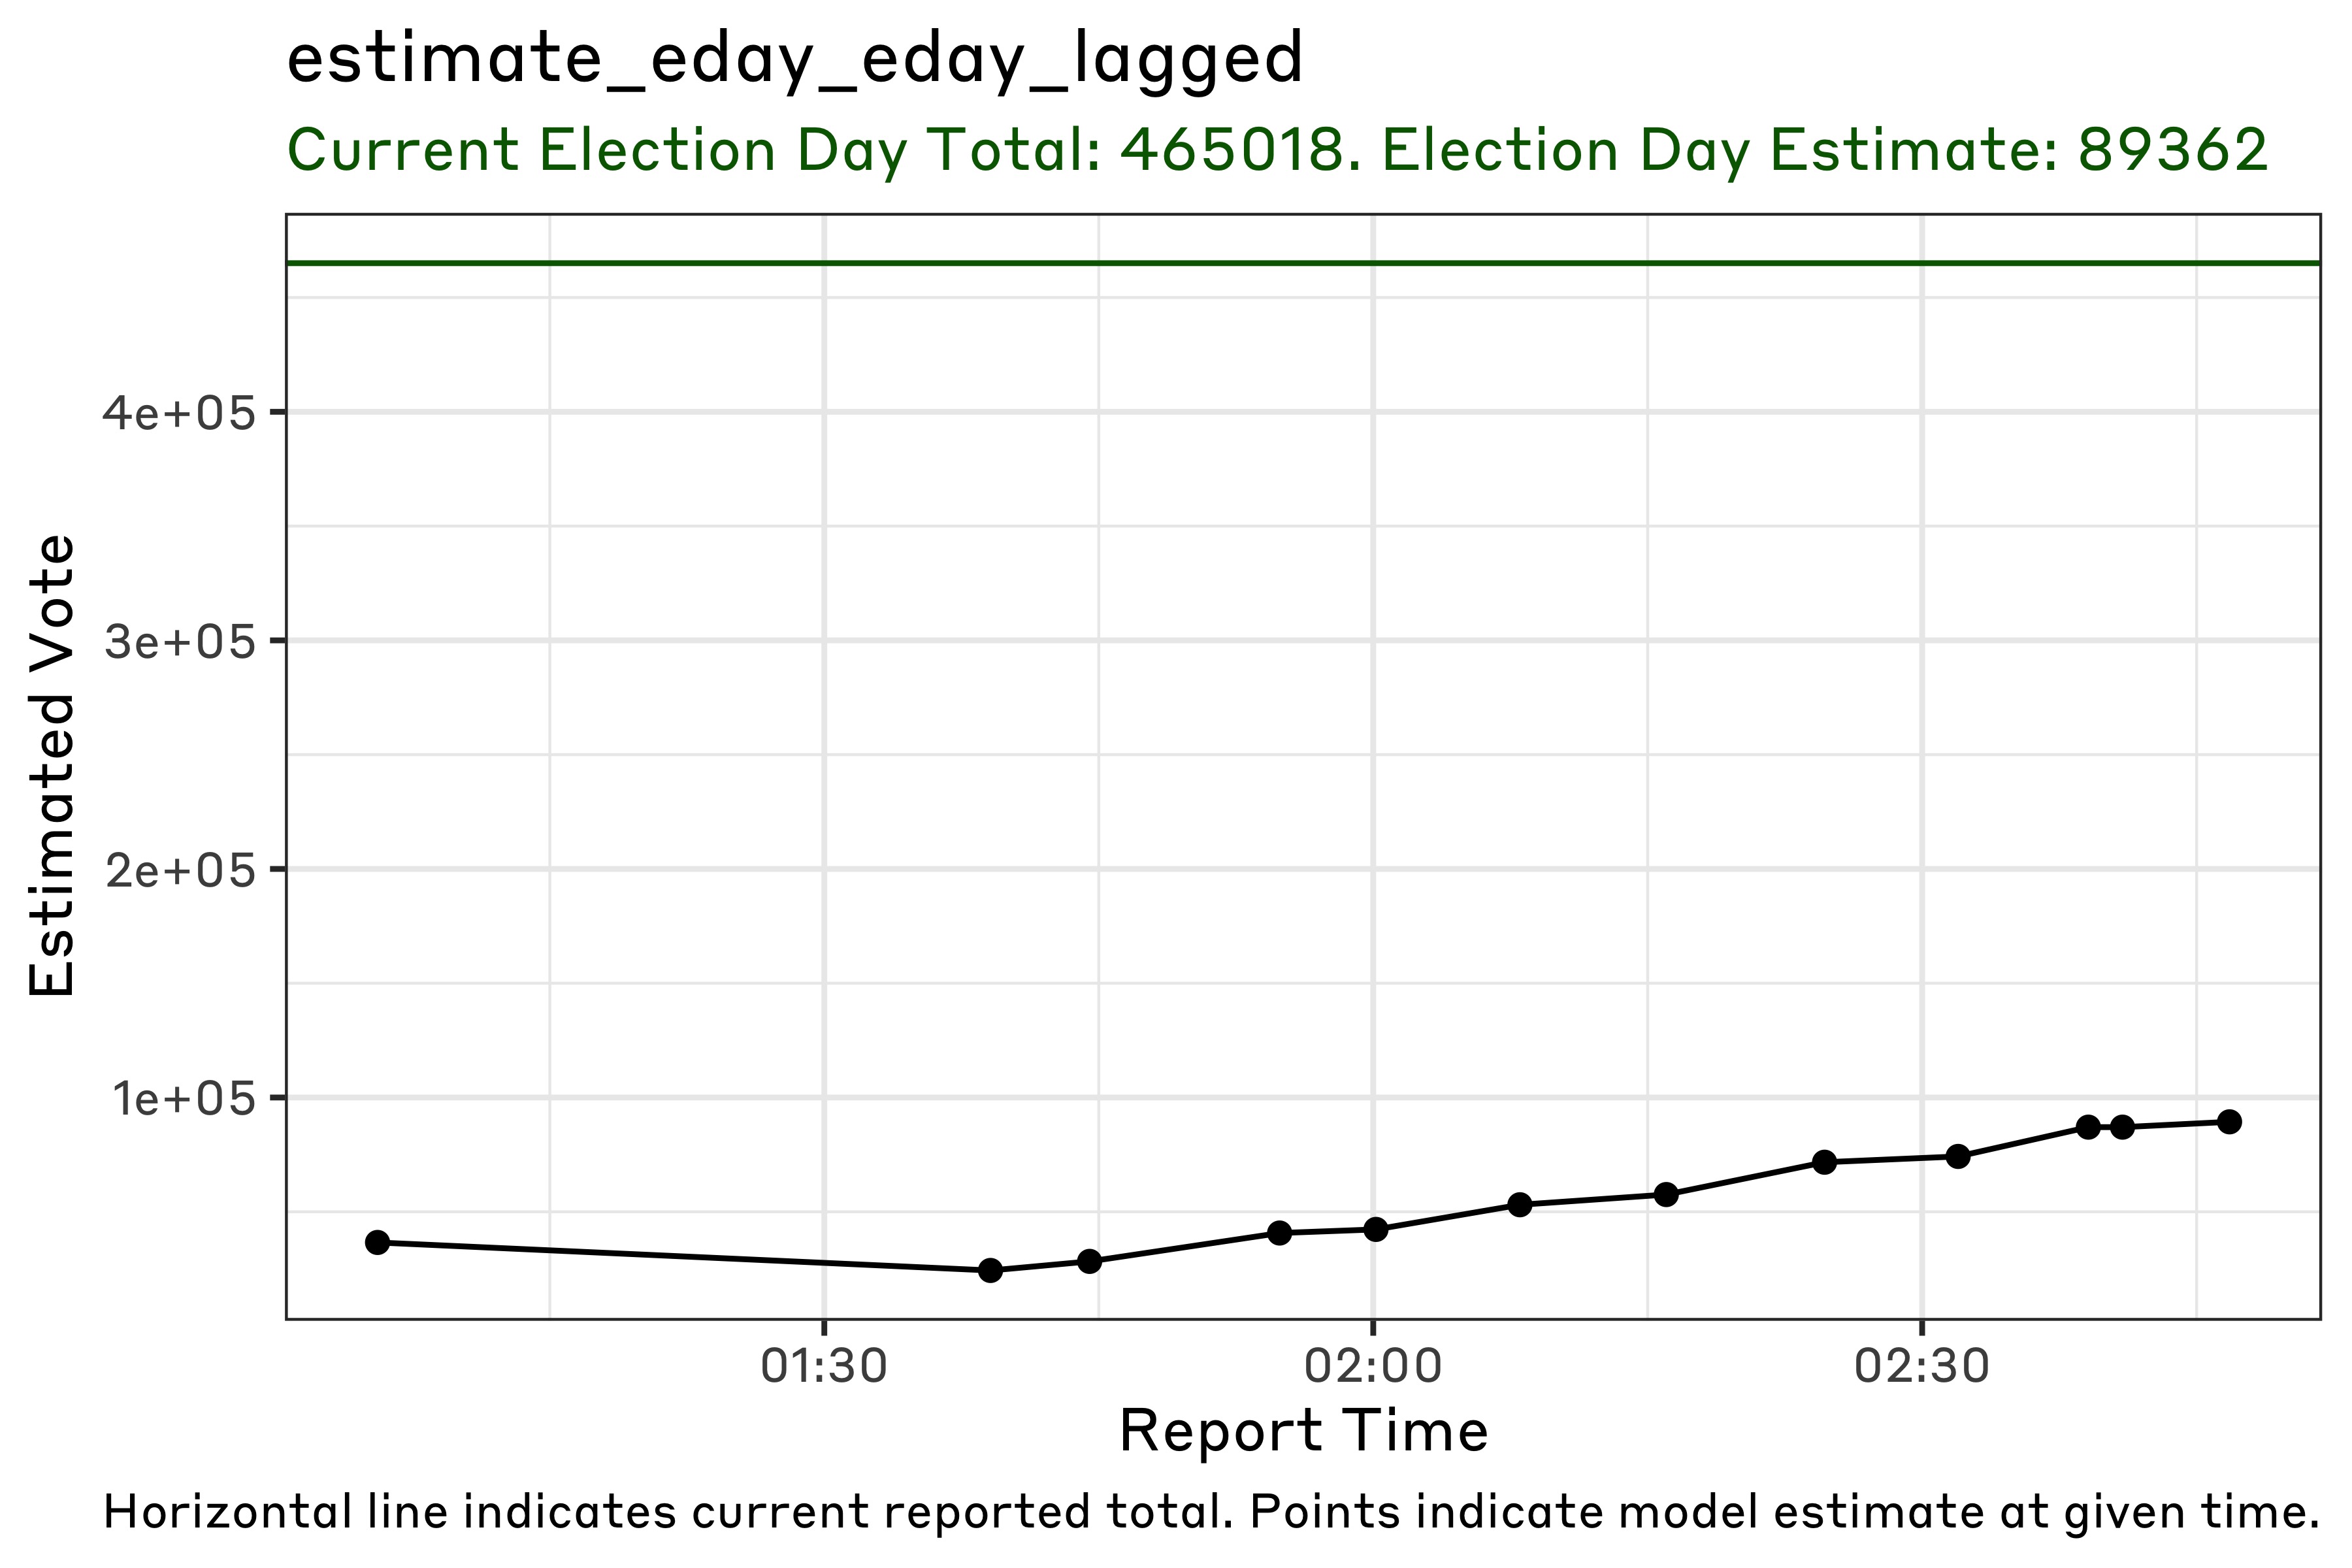 estimate_eday_eday_lagged
Current Election Day Total: 465018. Election Day Estimate: 89362
Estimated Vote
4e+05
3e+05
2e+05
1e+05
01:30 02:00 02:30
Report Time
Horizontal line indicates current reported total. Points indicate model estimate at given time.